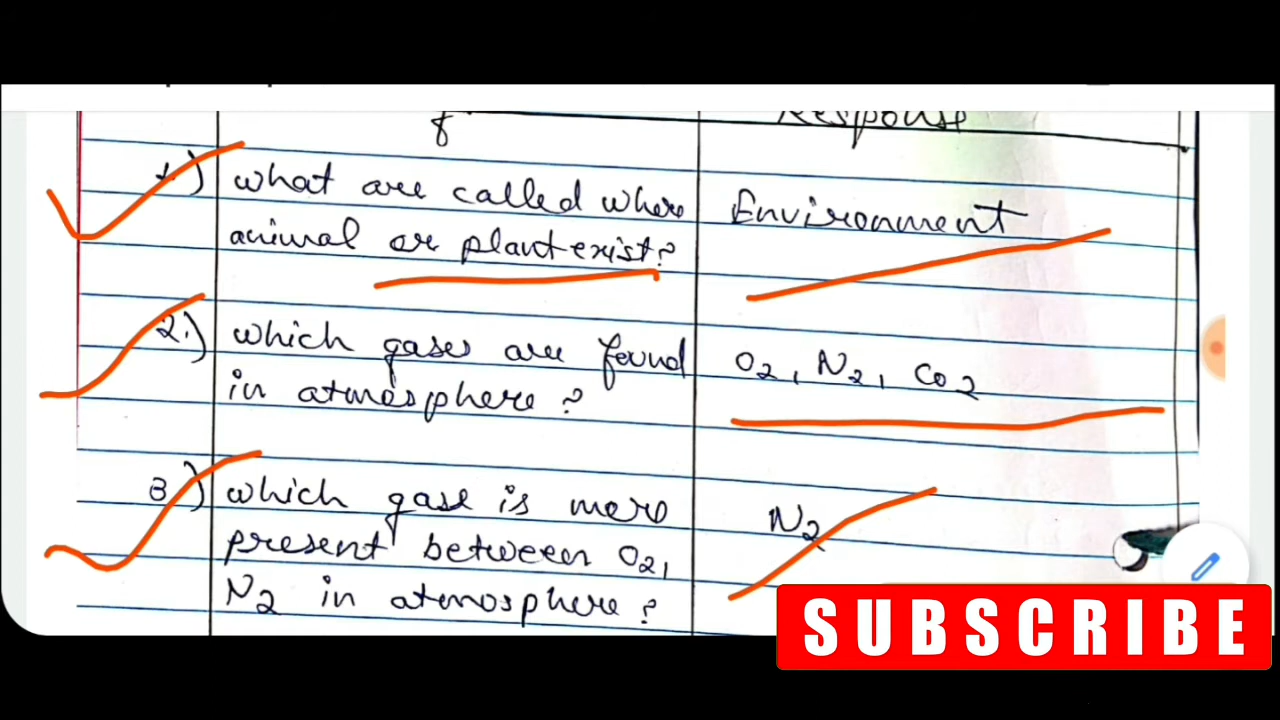 Response
1.) what are called where
animal or plant exist?
Environment
2.) which gases are found
in atmosphere?
O2, N2, CO2
3.) which gase is more
present between O2,
N2 in atmosphere?
N2
SUBSCRIBE